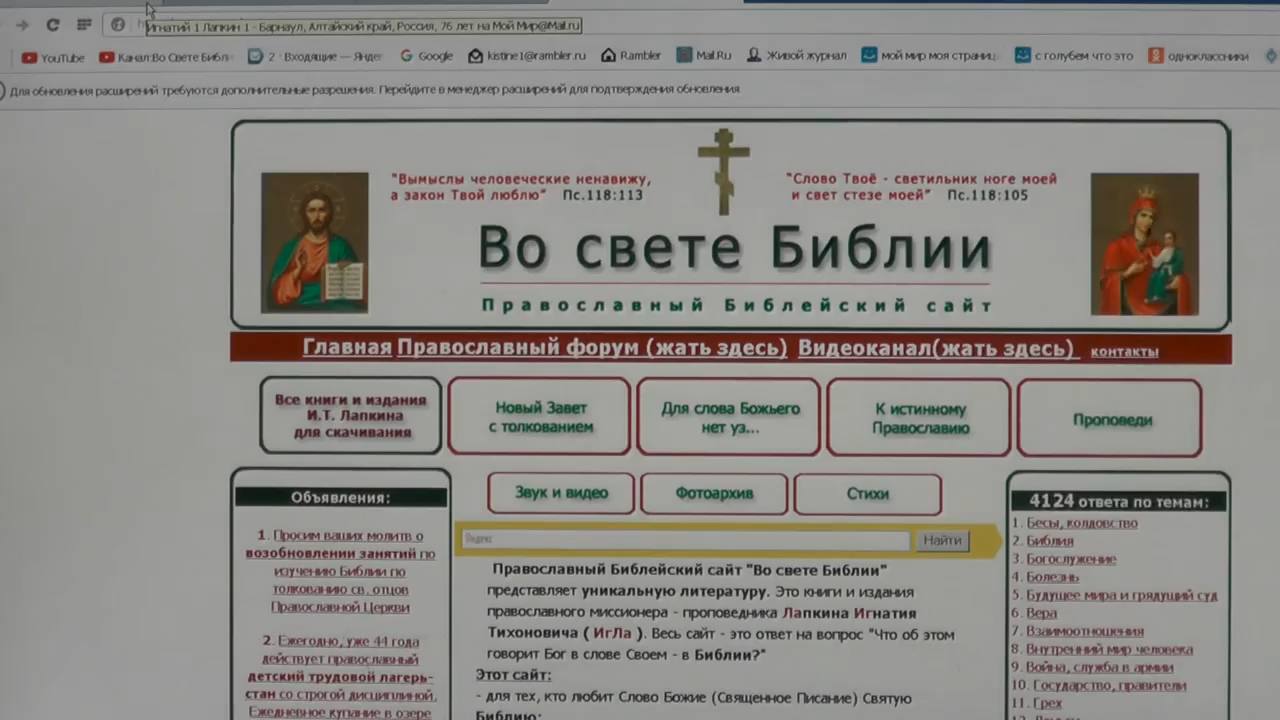 Игнатий 1 Лапкин 1 - Барнаул, Алтайский край, Россия, 76 лет на Мой Мир@Mail.ru
YouTube
Канал:Во Свете Библи
2 · Входящие — Янде
Google
kistine1@rambler.ru
Rambler
Mail.Ru
Живой журнал
мой мир моя страниц
с голубем что это
одноклассники
Для обновления расширений требуются дополнительные разрешения. Перейдите в менеджер расширений для подтверждения обновления.
"Вымыслы человеческие ненавижу,
а закон Твой люблю" Пс.118:113
"Слово Твоё - светильник ноге моей
и свет стезе моей" Пс.118:105
Во свете Библии
Православный Библейский сайт
Главная Православный форум (жать здесь) Видеоканал(жать здесь) контакты
Все книги и издания
И.Т. Лапкина
для скачивания
Новый Завет
с толкованием
Для слова Божьего
нет уз...
К истинному
Православию
Проповеди
Звук и видео
Фотоархив
Стихи
Объявления:
1. Просим ваших молитв о
возобновлении занятий по
изучению Библии по
толкованию св. отцов
Православной Церкви
2. Ежегодно, уже 44 года
действует православный
детский трудовой лагерь-
стан со строгой дисциплиной.
Ежедневное купание в озере
Яндекс
Найти
Православный Библейский сайт "Во свете Библии"
представляет уникальную литературу. Это книги и издания
православного миссионера - проповедника Лапкина Игнатия
Тихоновича ( ИгЛа ). Весь сайт - это ответ на вопрос "Что об этом
говорит Бог в слове Своем - в Библии?"
Этот сайт:
- для тех, кто любит Слово Божие (Священное Писание) Святую
Библию;
4124 ответа по темам:
1. Бесы, колдовство
2. Библия
3. Богослужение
4. Болезнь
5. Будущее мира и грядущий суд
6. Вера
7. Взаимоотношения
8. Внутренний мир человека
9. Война, служба в армии
10. Государство, правители
11. Грех